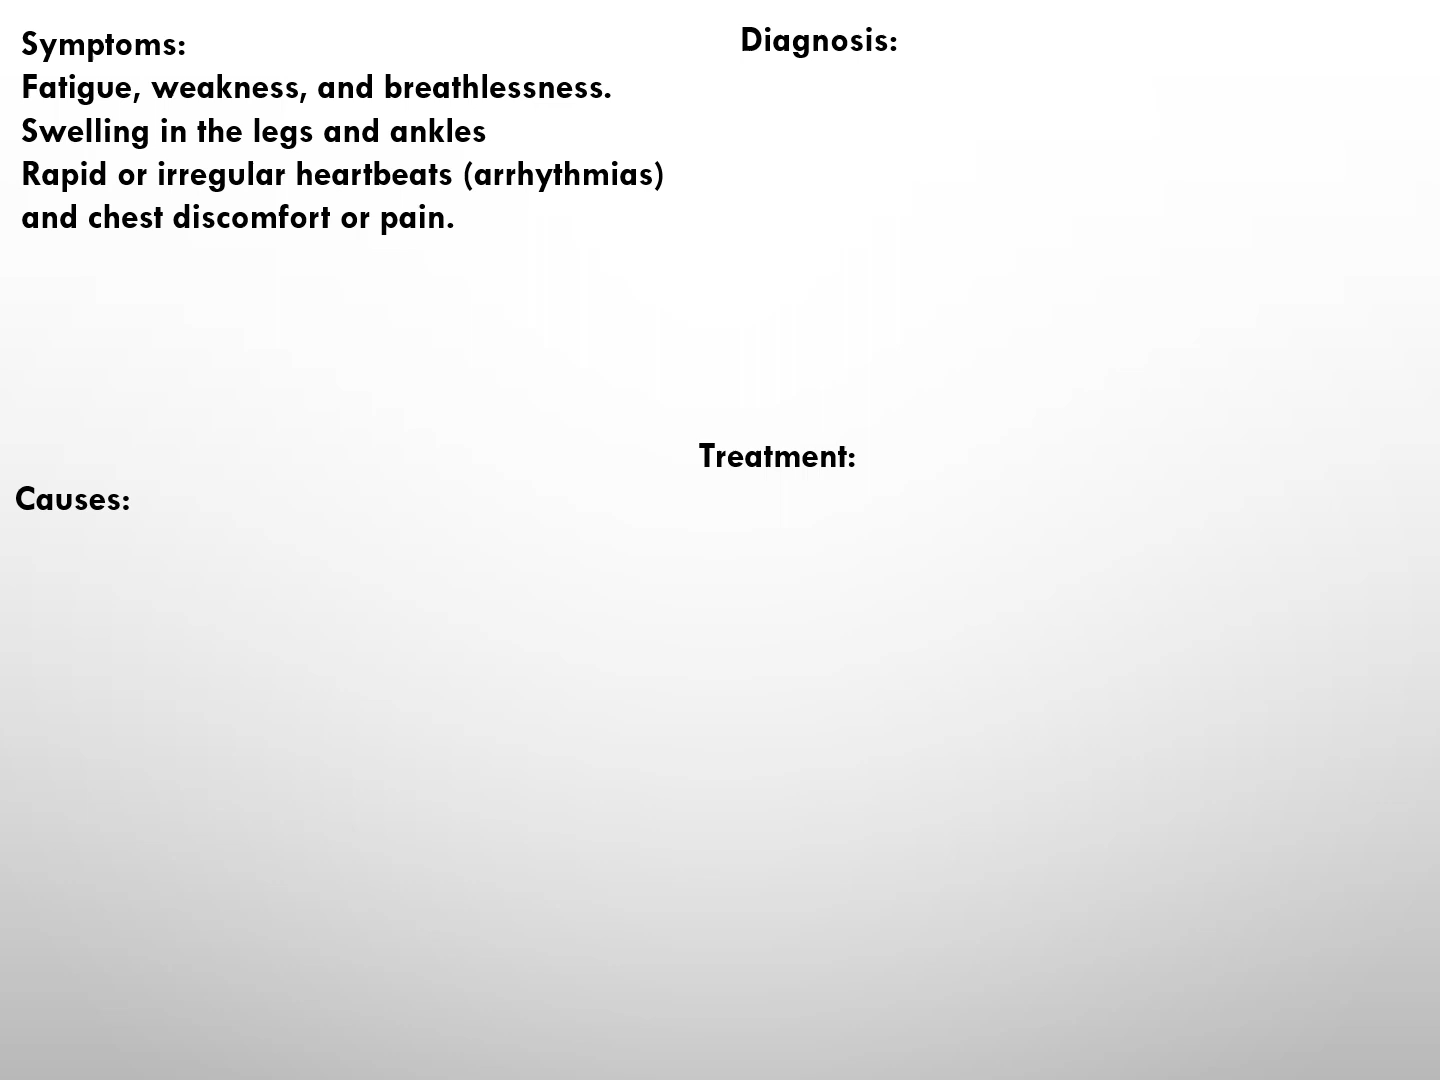 Symptoms:
Fatigue, weakness, and breathlessness.
Swelling in the legs and ankles
Rapid or irregular heartbeats (arrhythmias)
and chest discomfort or pain.
Causes:
Diagnosis:
Treatment: